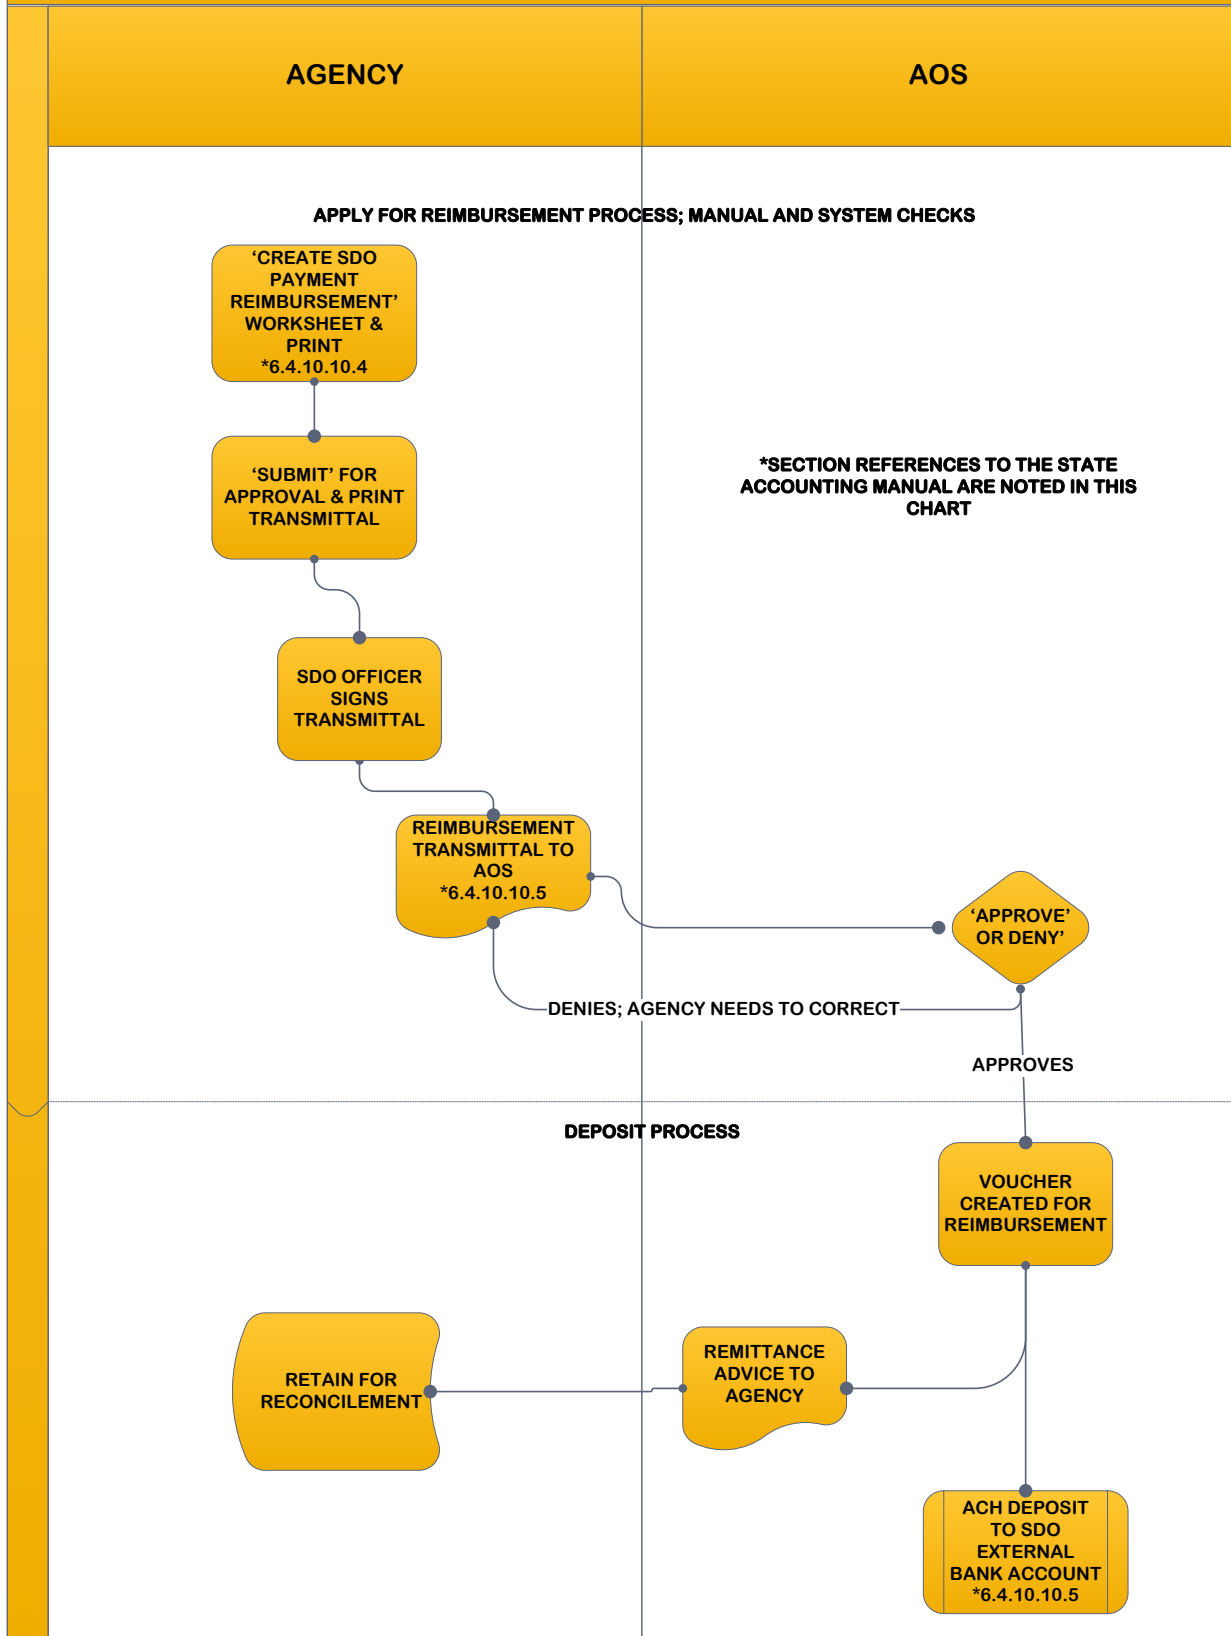 AGENCY
AOS
APPLY FOR REIMBURSEMENT PROCESS; MANUAL AND SYSTEM CHECKS
‘CREATE SDO
PAYMENT
REIMBURSEMENT’
WORKSHEET &
PRINT
*6.4.10.10.4
‘SUBMIT’ FOR
APPROVAL & PRINT
TRANSMITTAL
*SECTION REFERENCES TO THE STATE
ACCOUNTING MANUAL ARE NOTED IN THIS
CHART
SDO OFFICER
SIGNS
TRANSMITTAL
REIMBURSEMENT
TRANSMITTAL TO
AOS
*6.4.10.10.5
‘APPROVE’
OR DENY’
DENIES; AGENCY NEEDS TO CORRECT
APPROVES
DEPOSIT PROCESS
VOUCHER
CREATED FOR
REIMBURSEMENT
RETAIN FOR
RECONCILEMENT
REMITTANCE
ADVICE TO
AGENCY
ACH DEPOSIT
TO SDO
EXTERNAL
BANK ACCOUNT
*6.4.10.10.5